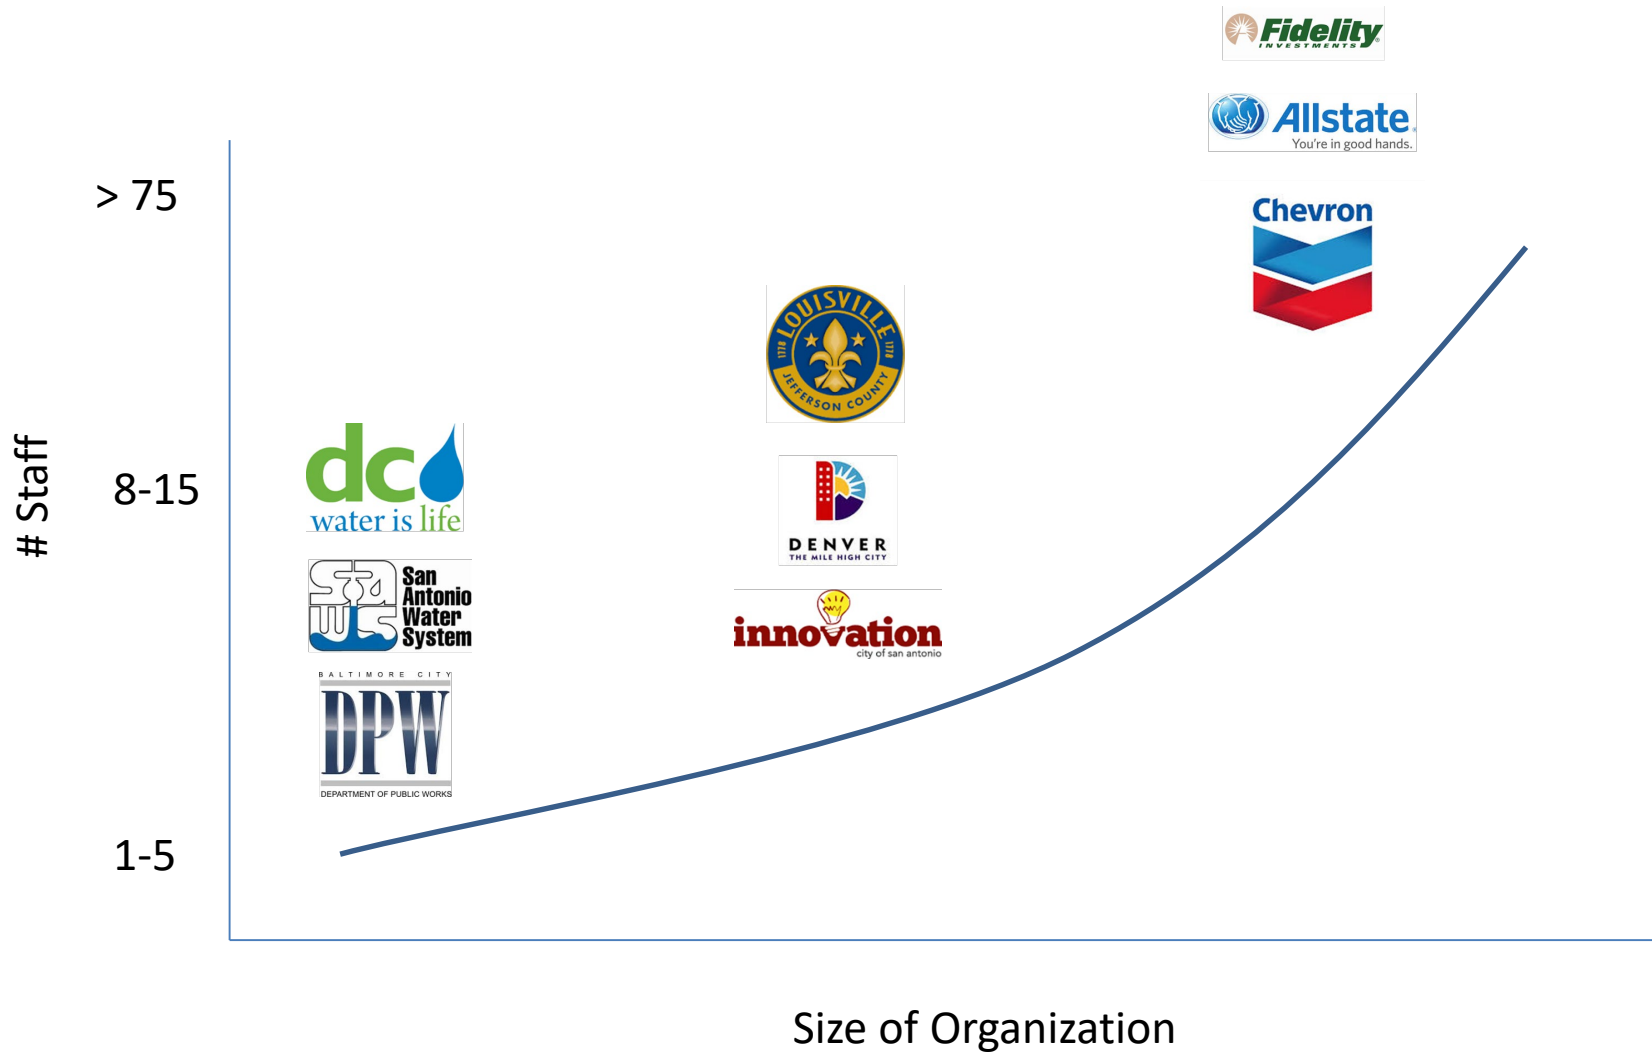 Fidelity
INVESTMENTS
Allstate
You're in good hands.
> 75
Chevron
LOUISVILLE
1778 1778
JEFFERSON COUNTY
# Staff
8-15
dc
water is life
DENVER
THE MILE HIGH CITY
SAWS
San
Antonio
Water
System
innovation
city of san antonio
BALTIMORE CITY
DPW
DEPARTMENT OF PUBLIC WORKS
1-5
Size of Organization